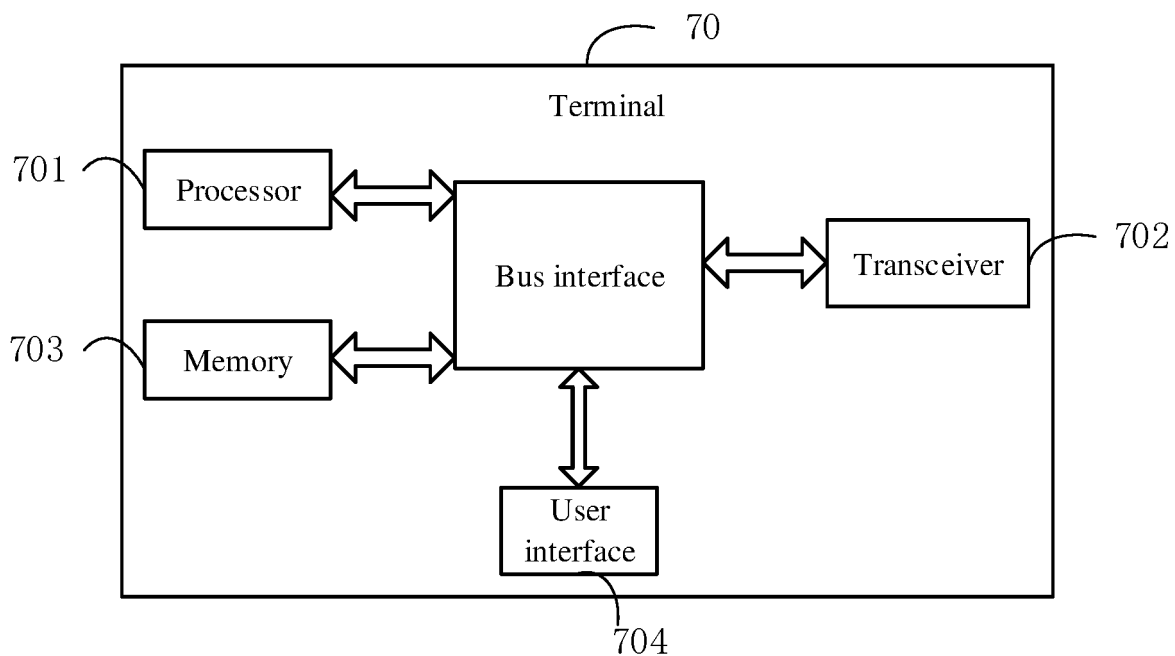 70
Terminal
701
Processor
Bus interface
Transceiver
702
703
Memory
User
interface
704